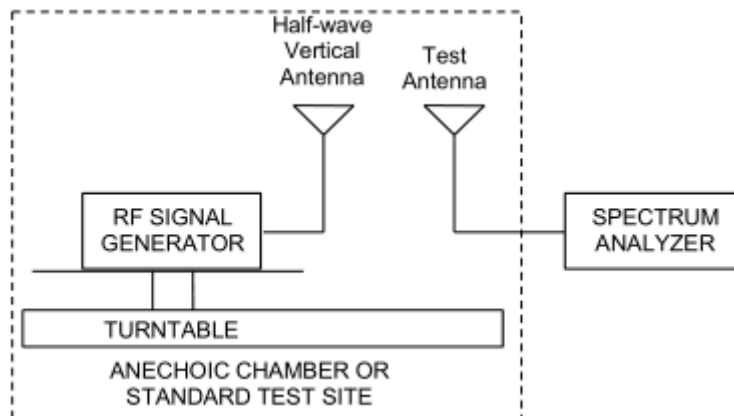 Half-wave
Vertical
Antenna
Test
Antenna
RF SIGNAL
GENERATOR
SPECTRUM
ANALYZER
TURNTABLE
ANECHOIC CHAMBER OR
STANDARD TEST SITE